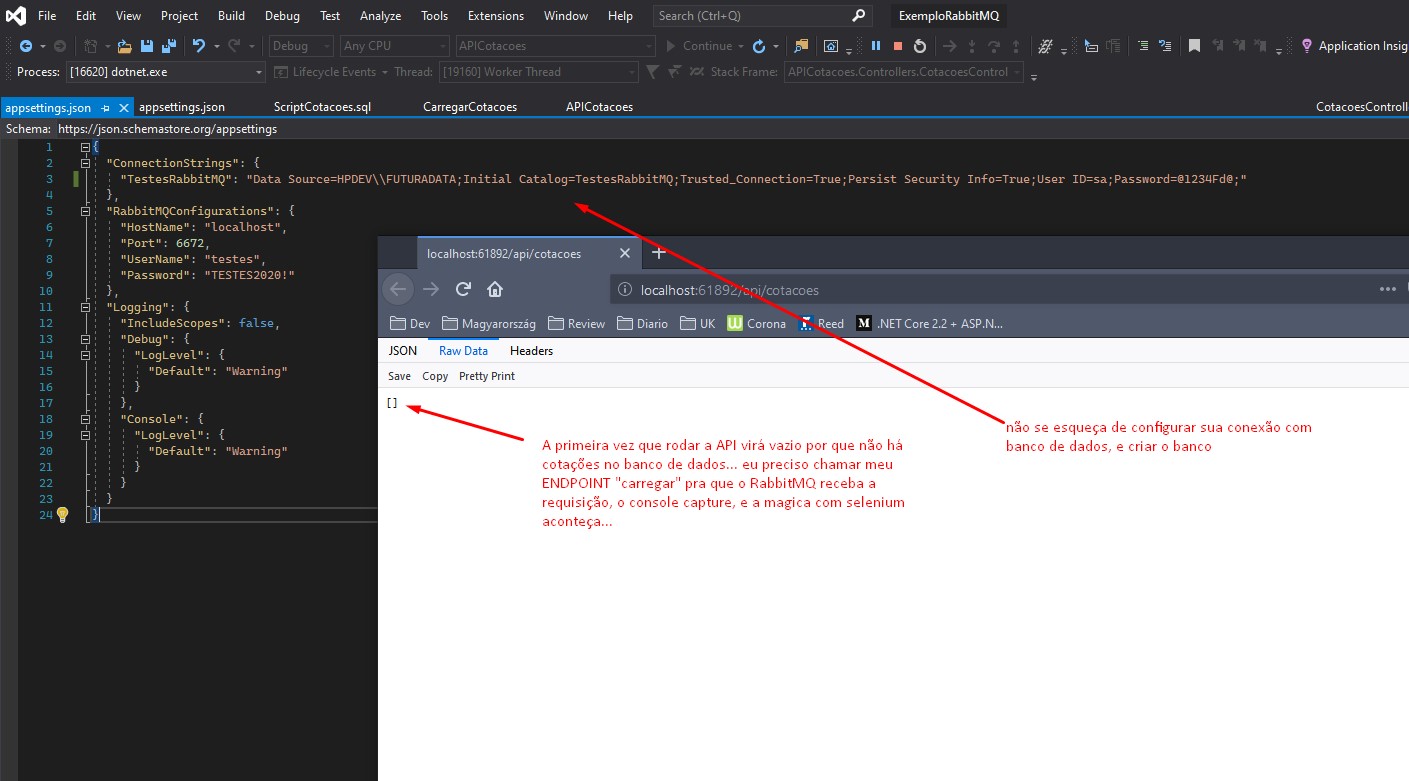 File Edit View Project Build Debug Test Analyze Tools Extensions Window Help Search (Ctrl+Q) ExemploRabbitMQ
Debug Any CPU APICotacoes Continue Application Insig
Process: [16620] dotnet.exe Lifecycle Events Thread: [19160] Worker Thread Stack Frame: APICotacoes.Controllers.CotacoesControl
appsettings.json appsettings.json ScriptCotacoes.sql CarregarCotacoes APICotacoes CotacoesControll
Schema: https://json.schemastore.org/appsettings
1 {
2 "ConnectionStrings": {
3 "TestesRabbitMQ": "Data Source=HPDEV\\FUTURADATA;Initial Catalog=TestesRabbitMQ;Trusted_Connection=True;Persist Security Info=True;User ID=sa;Password=@1234Fd@;"
4 },
5 "RabbitMQConfigurations": {
6 "HostName": "localhost",
7 "Port": 6672,
8 "UserName": "testes",
9 "Password": "TESTES2020!"
10 },
11 "Logging": {
12 "IncludeScopes": false,
13 "Debug": {
14 "LogLevel": {
15 "Default": "Warning"
16 }
17 },
18 "Console": {
19 "LogLevel": {
20 "Default": "Warning"
21 }
22 }
23 }
24 }
localhost:61892/api/cotacoes
localhost:61892/api/cotacoes
Dev Magyarország Review Diario UK Corona Reed .NET Core 2.2 + ASP.N...
JSON Raw Data Headers
Save Copy Pretty Print
[]
A primeira vez que rodar a API virá vazio por que não há
cotações no banco de dados... eu preciso chamar meu
ENDPOINT "carregar" pra que o RabbitMQ receba a
requisição, o console capture, e a magica com selenium
aconteça...
não se esqueça de configurar sua conexão com
banco de dados, e criar o banco